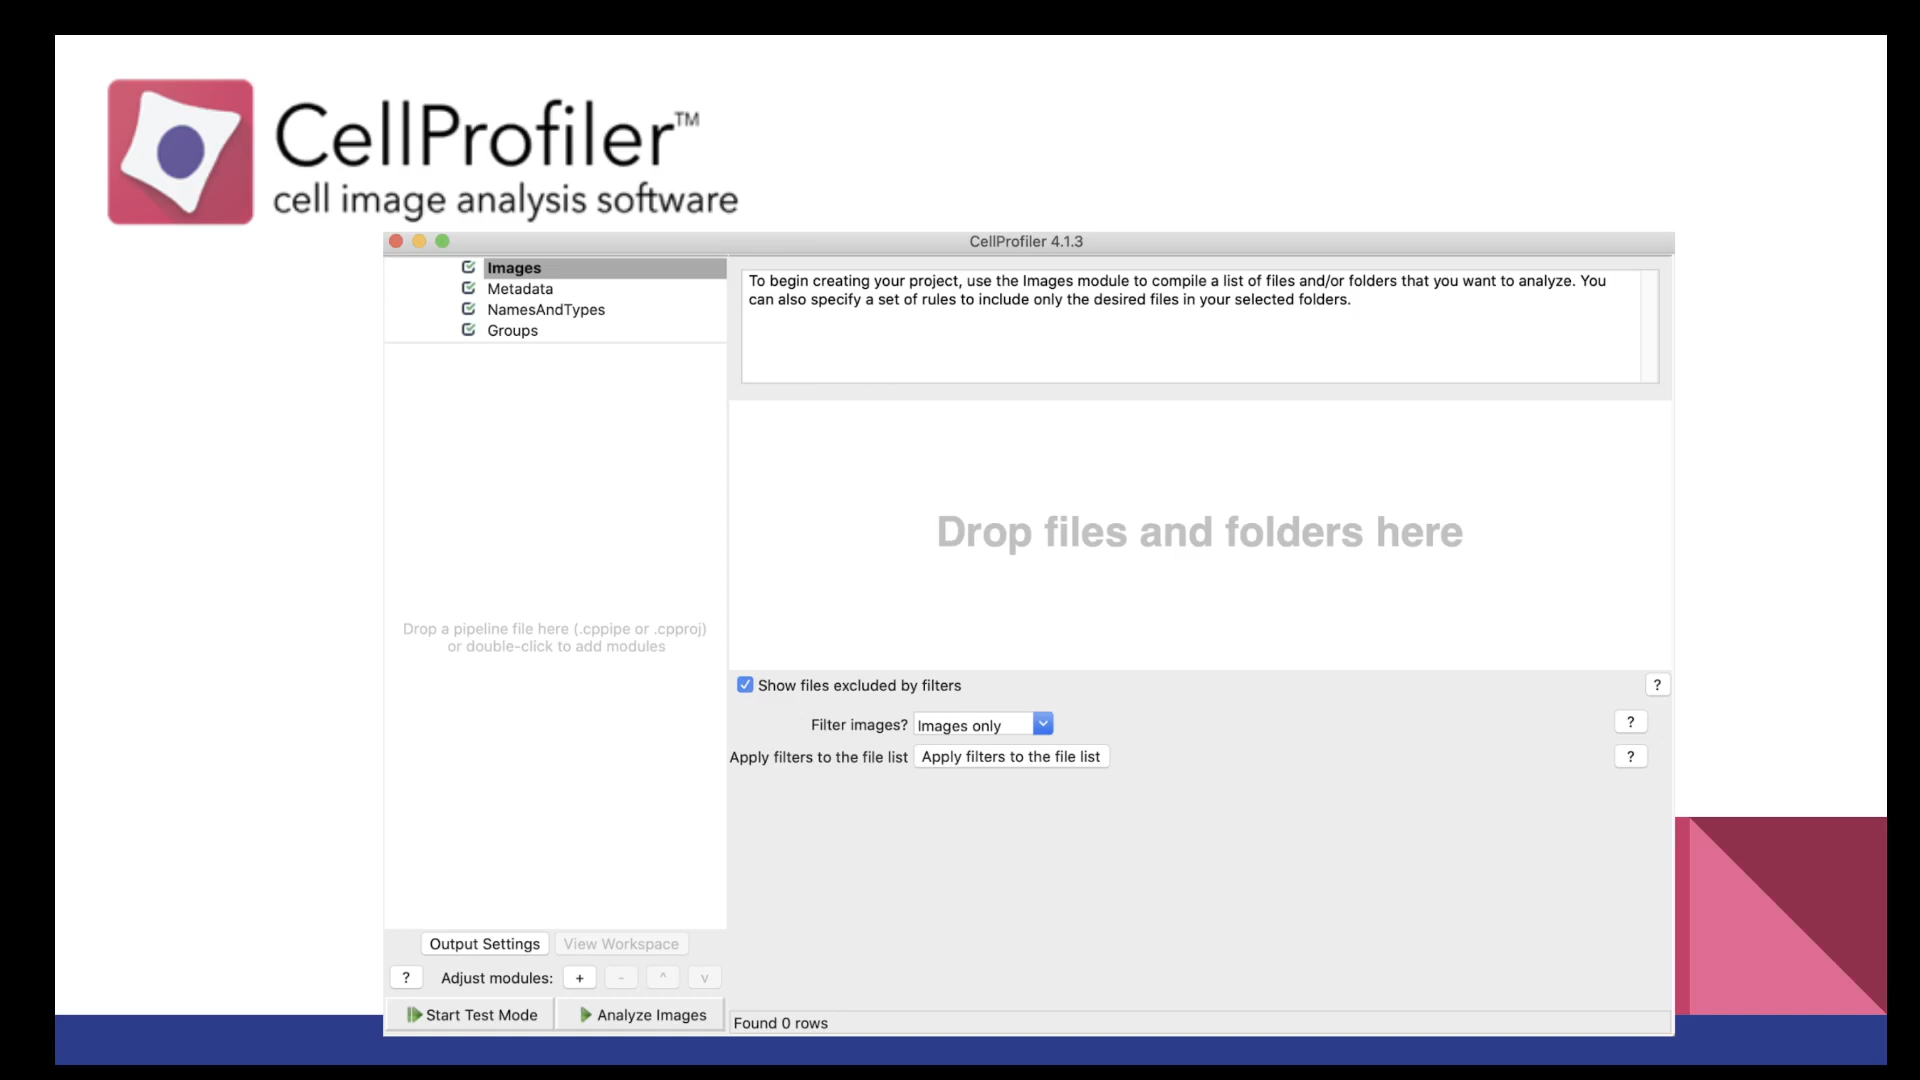 CellProfiler™
cell image analysis software
CellProfiler 4.1.3
Images
Metadata
NamesAndTypes
Groups
To begin creating your project, use the Images module to compile a list of files and/or folders that you want to analyze. You
can also specify a set of rules to include only the desired files in your selected folders.
Drop files and folders here
Drop a pipeline file here (.cppipe or .cpproj)
or double-click to add modules
Show files excluded by filters ?
Filter images? Images only ?
Apply filters to the file list Apply filters to the file list ?
Output Settings View Workspace
? Adjust modules: + - ^ v
Start Test Mode Analyze Images
Found 0 rows